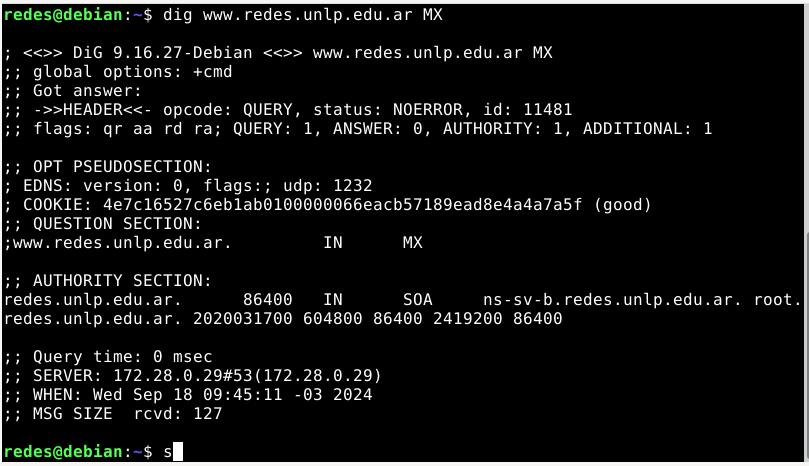 redes@debian:~$ dig www.redes.unlp.edu.ar MX
; <<>> DiG 9.16.27-Debian <<>> www.redes.unlp.edu.ar MX
;; global options: +cmd
;; Got answer:
;; ->>HEADER<<- opcode: QUERY, status: NOERROR, id: 11481
;; flags: qr aa rd ra; QUERY: 1, ANSWER: 0, AUTHORITY: 1, ADDITIONAL: 1
;; OPT PSEUDOSECTION:
; EDNS: version: 0, flags:; udp: 1232
; COOKIE: 4e7c16527c6eb1ab0100000066eacb57189ead8e4a4a7a5f (good)
;; QUESTION SECTION:
;www.redes.unlp.edu.ar. IN MX
;; AUTHORITY SECTION:
redes.unlp.edu.ar. 86400 IN SOA ns-sv-b.redes.unlp.edu.ar. root.
redes.unlp.edu.ar. 2020031700 604800 86400 2419200 86400
;; Query time: 0 msec
;; SERVER: 172.28.0.29#53(172.28.0.29)
;; WHEN: Wed Sep 18 09:45:11 -03 2024
;; MSG SIZE rcvd: 127
redes@debian:~$ s